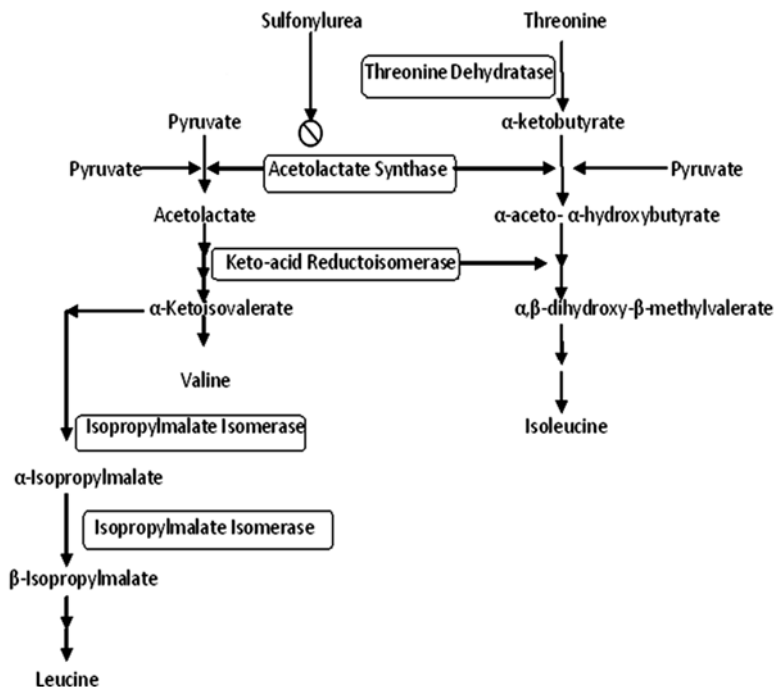 Sulfonylurea
Threonine
Threonine Dehydratase
Pyruvate
α-ketobutyrate
Pyruvate
Acetolactate Synthase
Pyruvate
Acetolactate
α-aceto- α-hydroxybutyrate
Keto-acid Reductoisomerase
α-Ketoisovalerate
α,β-dihydroxy-β-methylvalerate
Valine
Isopropylmalate Isomerase
Isoleucine
α-Isopropylmalate
Isopropylmalate Isomerase
β-Isopropylmalate
Leucine